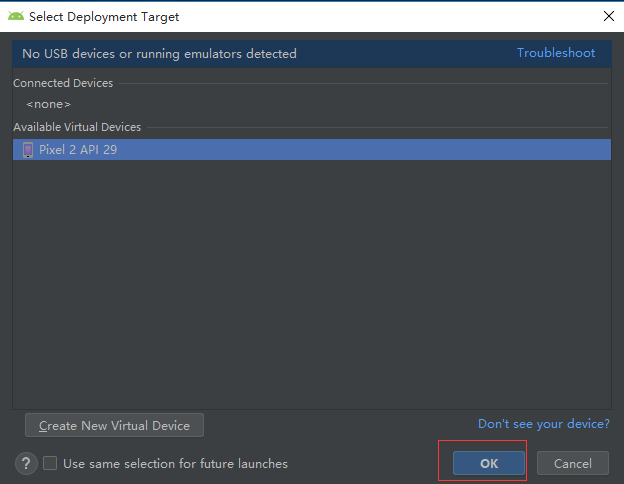 Select Deployment Target
No USB devices or running emulators detected Troubleshoot
Connected Devices
<none>
Available Virtual Devices
Pixel 2 API 29
Create New Virtual Device Don't see your device?
? Use same selection for future launches OK Cancel